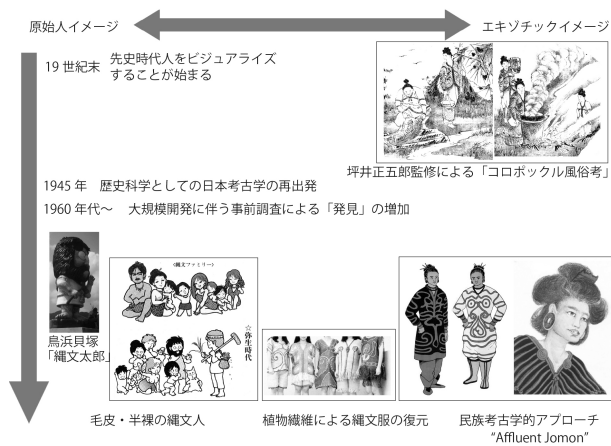 原始人イメージ
エキゾチックイメージ
19 世紀末 先史時代人をビジュアライズ
することが始まる
坪井正五郎監修による「コロポックル風俗考」
1945 年 歴史科学としての日本考古学の再出発
1960 年代～ 大規模開発に伴う事前調査による「発見」の増加
〈縄文ファミリー〉
☆弥生時代
鳥浜貝塚
「縄文太郎」
毛皮・半裸の縄文人
植物繊維による縄文服の復元
民族考古学的アプローチ
“Affluent Jomon”